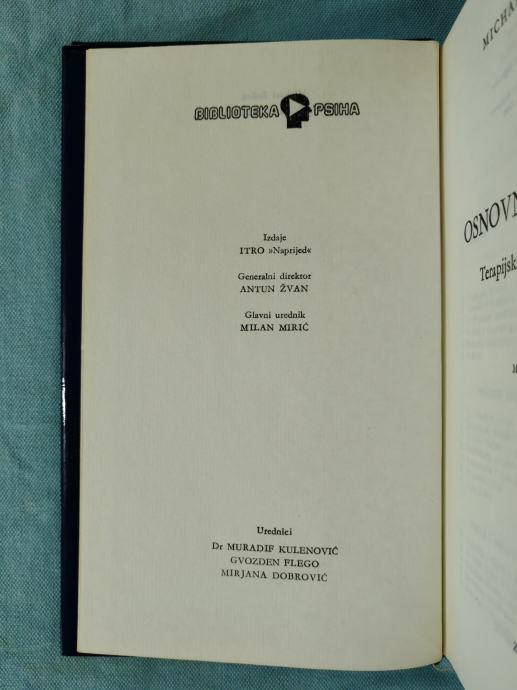 BIBLIOTEKA PSIHA
Izdaje
ITRO »Naprijed«
Generalni direktor
ANTUN ŽVAN
Glavni urednik
MILAN MIRIĆ
Urednici
Dr MURADIF KULENOVIĆ
GVOZDEN FLEGO
MIRJANA DOBROVIĆ
MICHA
OSNOVN
Terapijsk
M